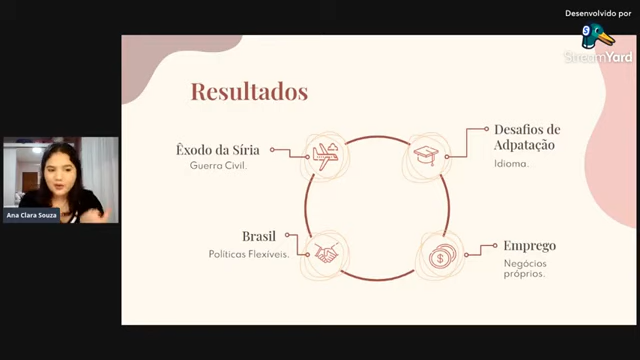 Desenvolvido por
StreamYard
Resultados
Êxodo da Síria
Guerra Civil.
Desafios de
Adpatação
Idioma.
Ana Clara Souza
Brasil
Políticas Flexíveis.
Emprego
Negócios
próprios.